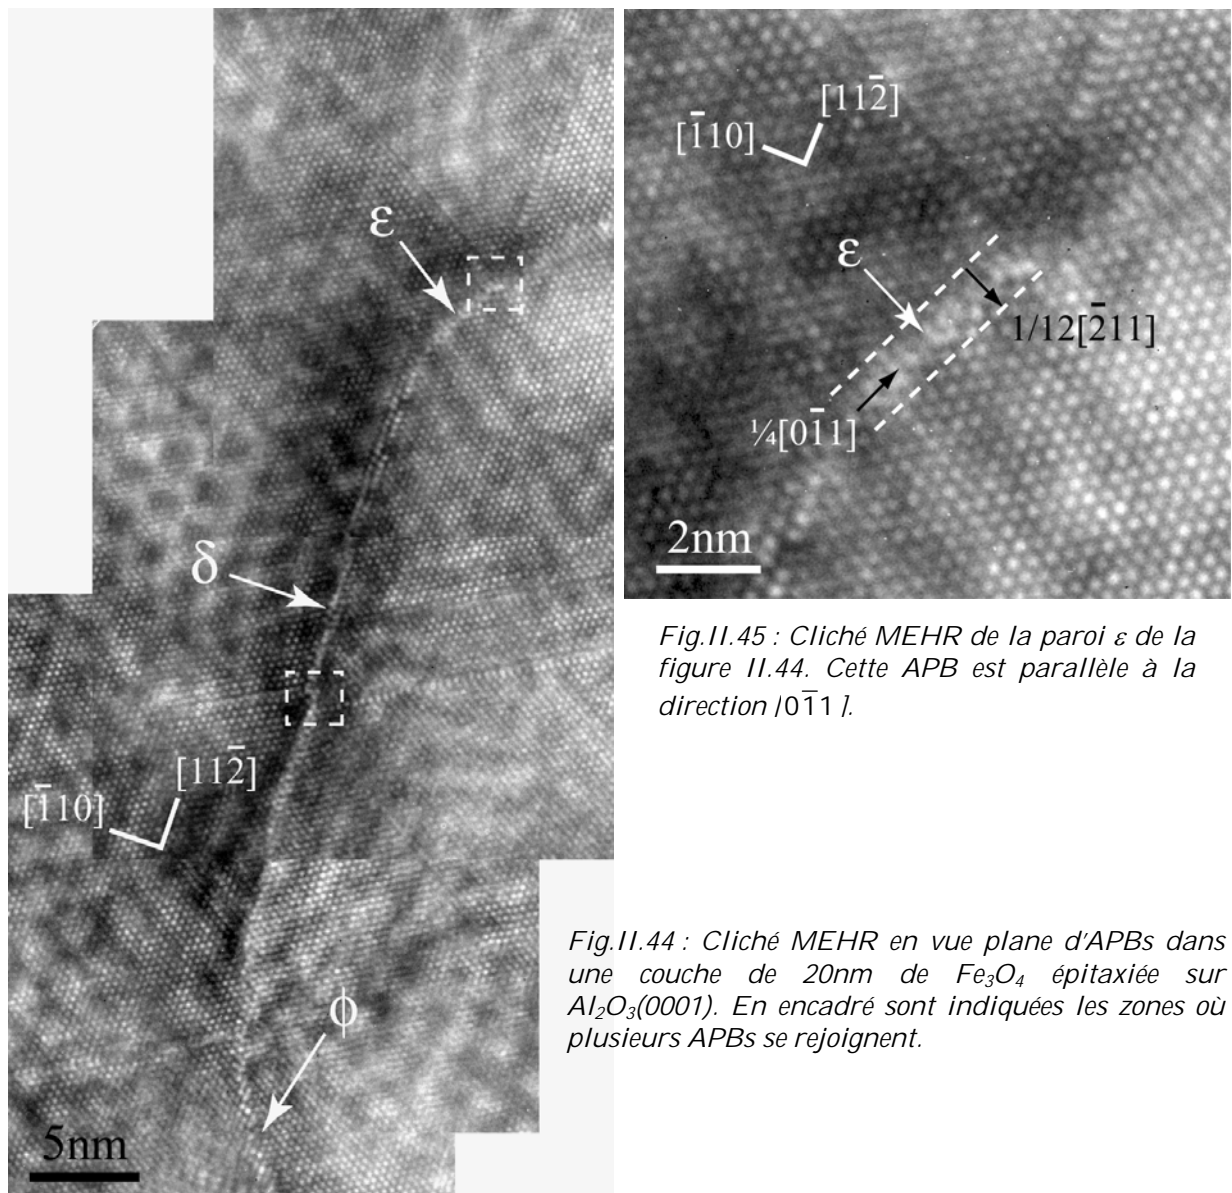 ε
δ
[11̄2̄]
[1̄10]
ϕ
5nm
[112̄]
[1̄10]
ε
1/12[2̄11]
¼[01̄1]
2nm
Fig.II.45 : Cliché MEHR de la paroi ε de la
figure II.44. Cette APB est parallèle à la
direction [01̄1 ].
Fig.II.44 : Cliché MEHR en vue plane d'APBs dans
une couche de 20nm de Fe₃O₄ épitaxiée sur
Al₂O₃(0001). En encadré sont indiquées les zones où
plusieurs APBs se rejoignent.